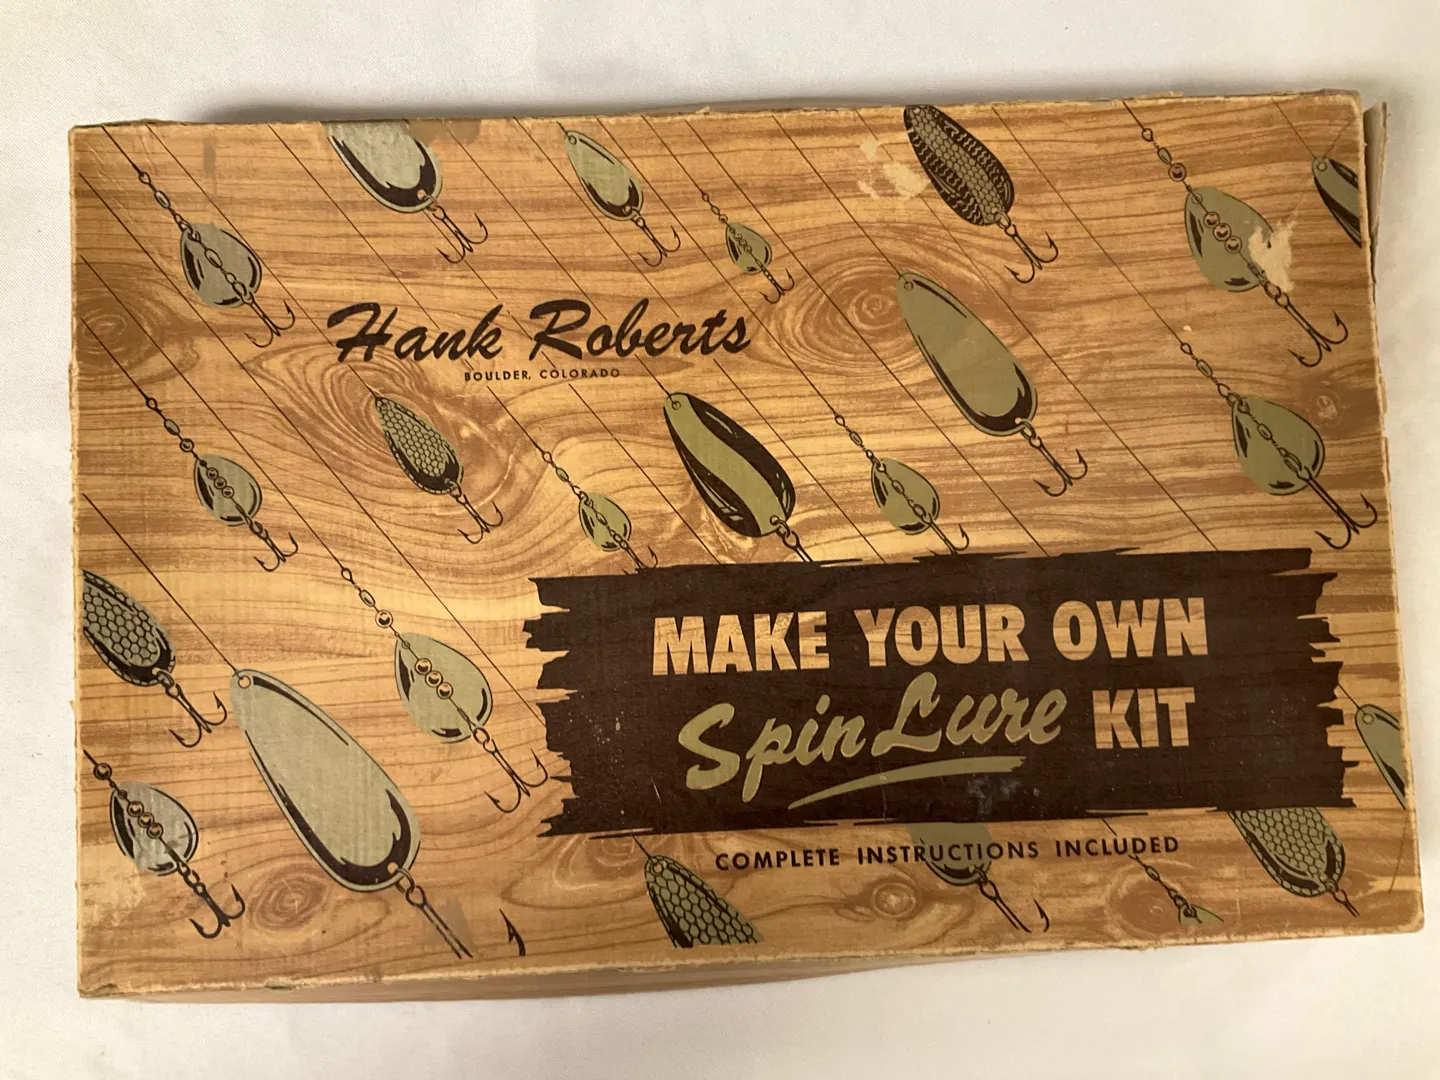 Hank Roberts
BOULDER, COLORADO
MAKE YOUR OWN
Spin Lure KIT
COMPLETE INSTRUCTIONS INCLUDED